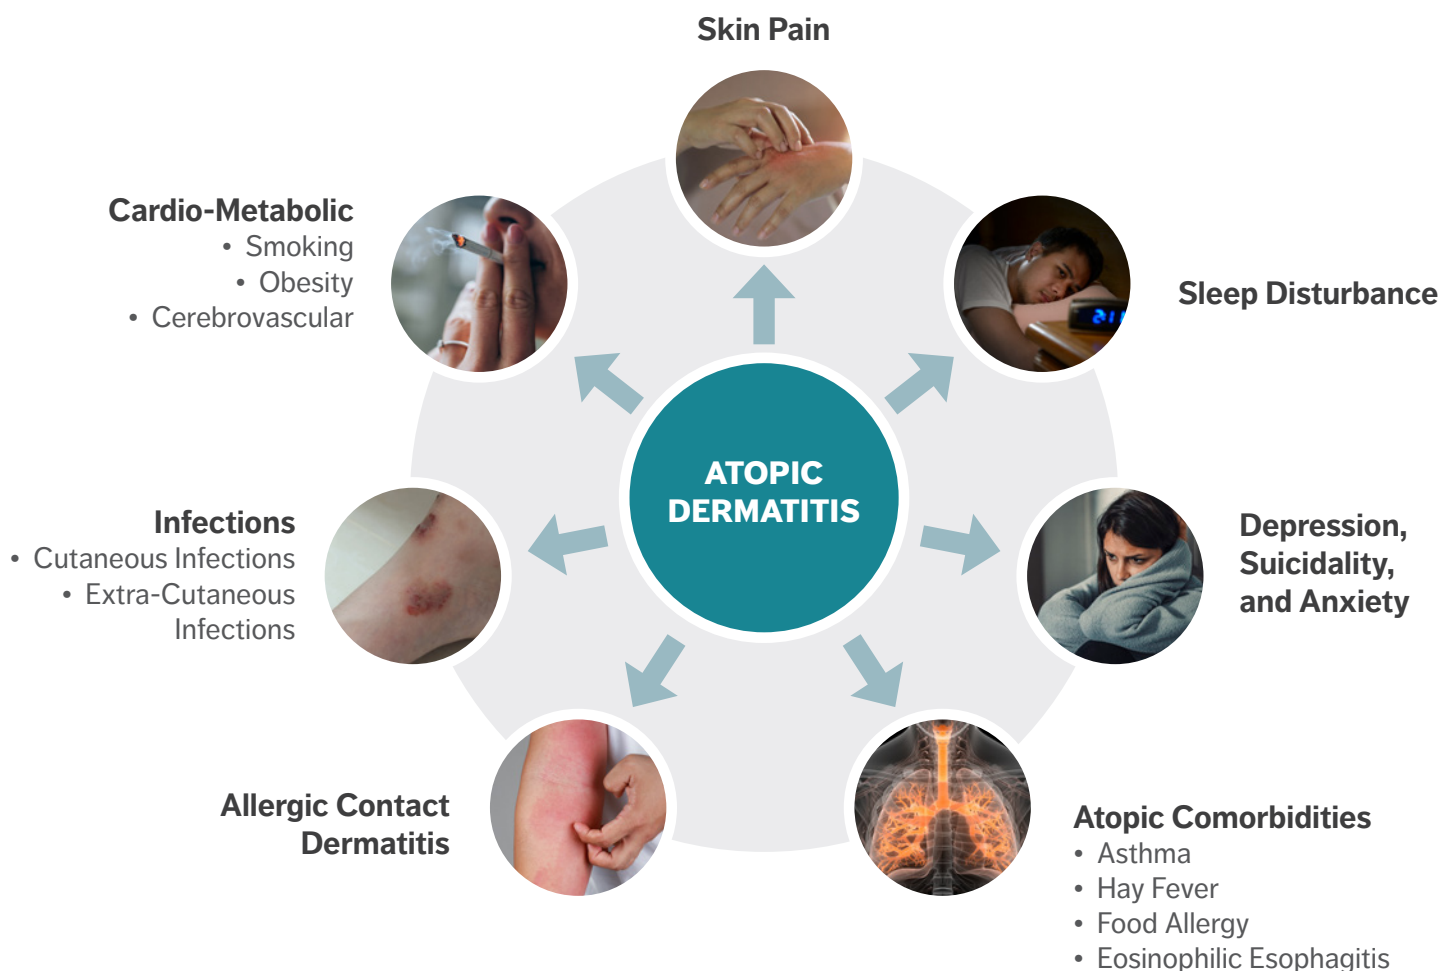 Skin Pain
Cardio-Metabolic
• Smoking
• Obesity
• Cerebrovascular
Sleep Disturbance
ATOPIC
DERMATITIS
Infections
• Cutaneous Infections
• Extra-Cutaneous
Infections
Depression,
Suicidality,
and Anxiety
Allergic Contact
Dermatitis
Atopic Comorbidities
• Asthma
• Hay Fever
• Food Allergy
• Eosinophilic Esophagitis